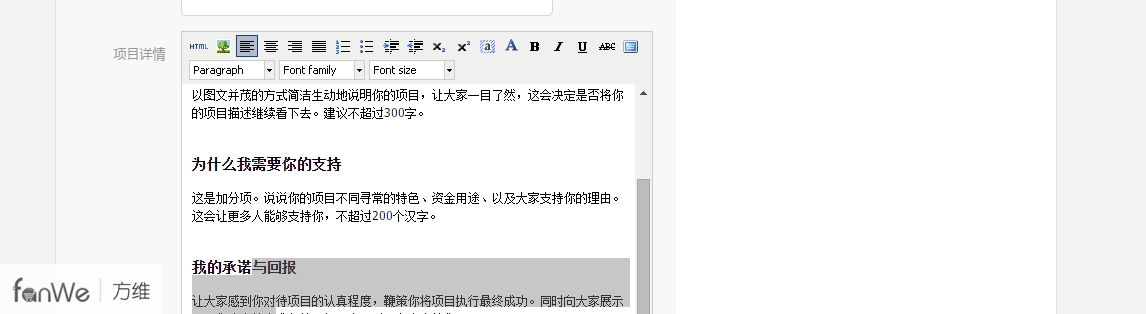 项目详情
HTML
Paragraph Font family Font size
以图文并茂的方式简洁生动地说明你的项目，让大家一目了然，这会决定是否将你
的项目描述继续看下去。建议不超过300字。
为什么我需要你的支持
这是加分项。说说你的项目不同寻常的特色、资金用途、以及大家支持你的理由。
这会让更多人能够支持你，不超过200个汉字。
我的承诺与回报
让大家感到你对待项目的认真程度，鞭策你将项目执行最终成功。同时向大家展示
fanWe 方维